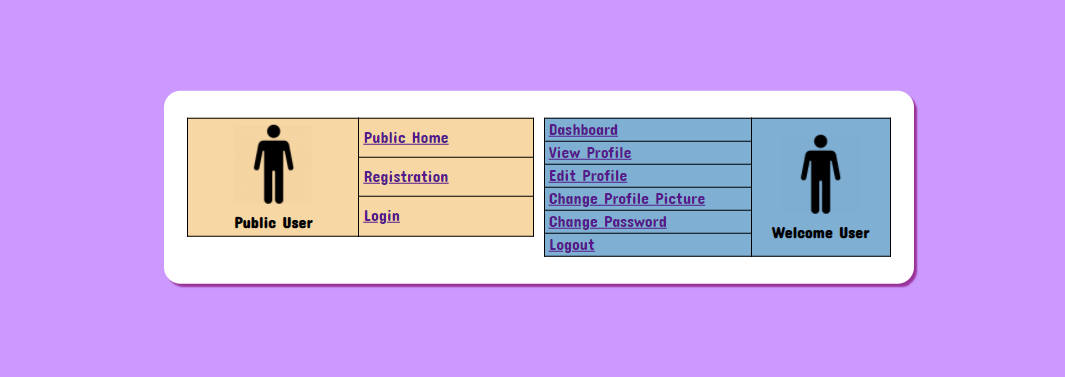 Public User
Public Home
Registration
Login
Dashboard
View Profile
Edit Profile
Change Profile Picture
Change Password
Logout
Welcome User